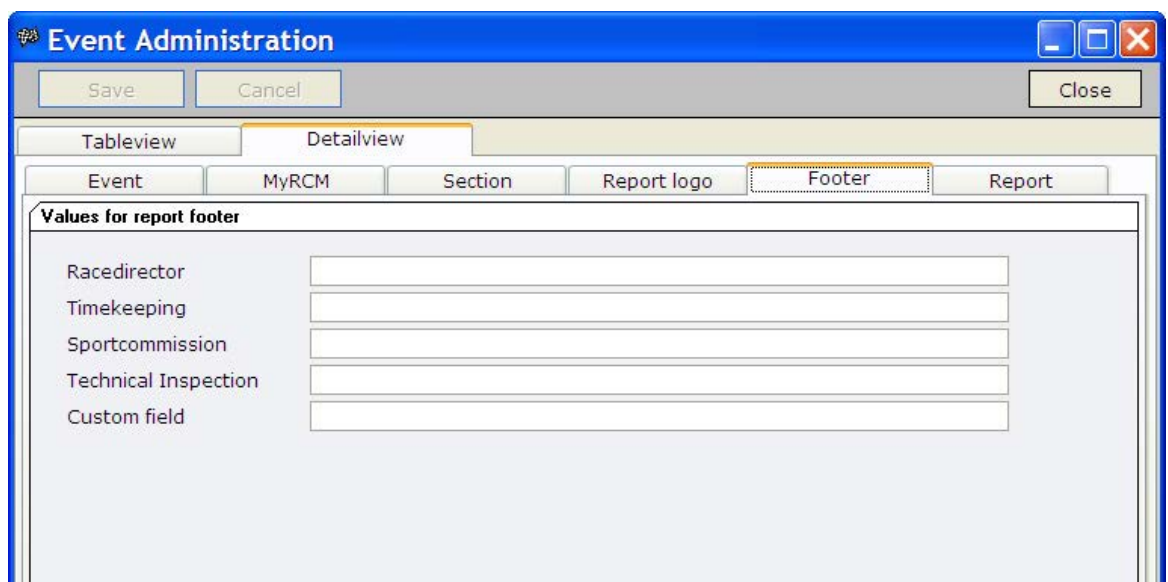 Event Administration
Save Cancel Close
Tableview Detailview
Event MyRCM Section Report logo Footer Report
Values for report footer
Racedirector
Timekeeping
Sportcommission
Technical Inspection
Custom field